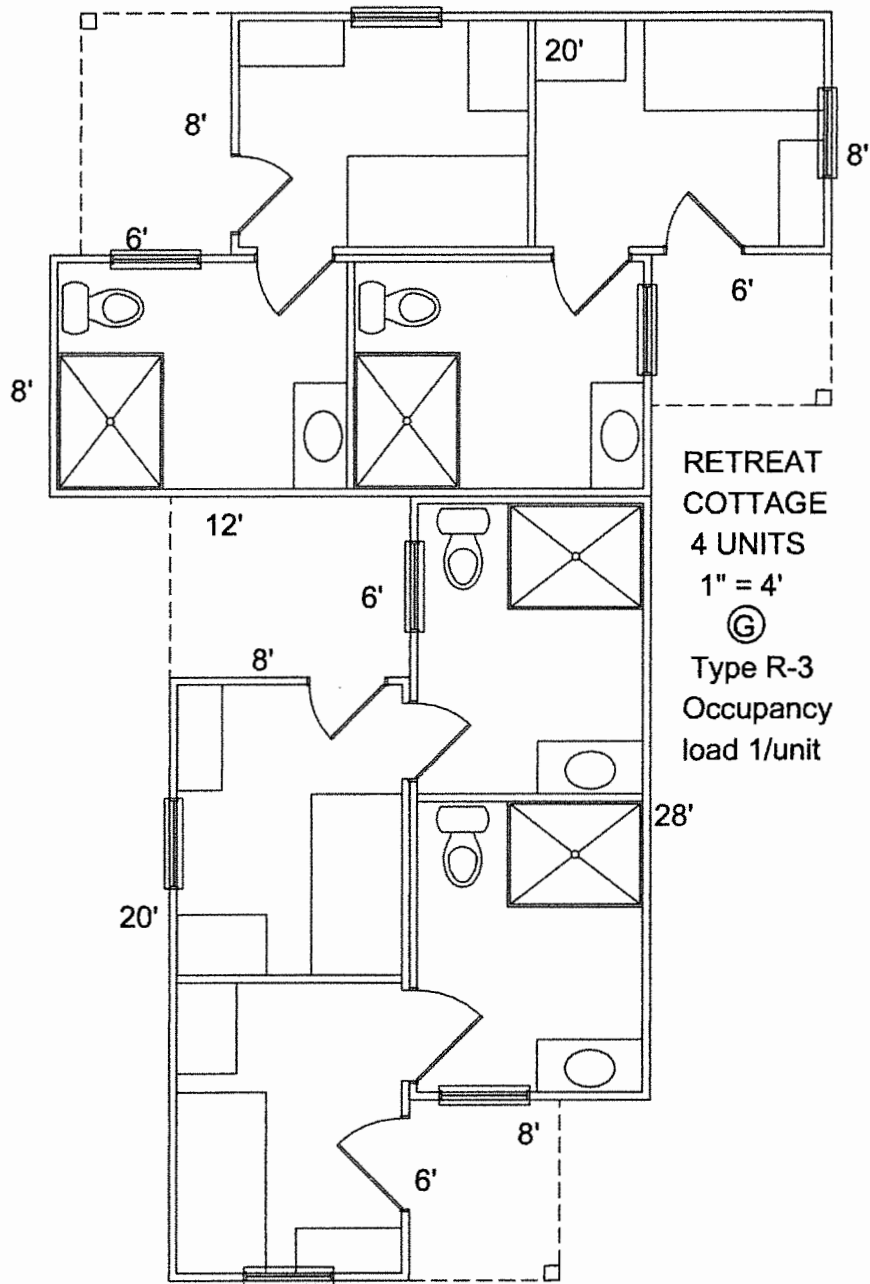 20'
8'
8'
6'
6'
8'
RETREAT
COTTAGE
4 UNITS
1" = 4'
G
Type R-3
Occupancy
load 1/unit
12'
6'
8'
28'
20'
8'
6'